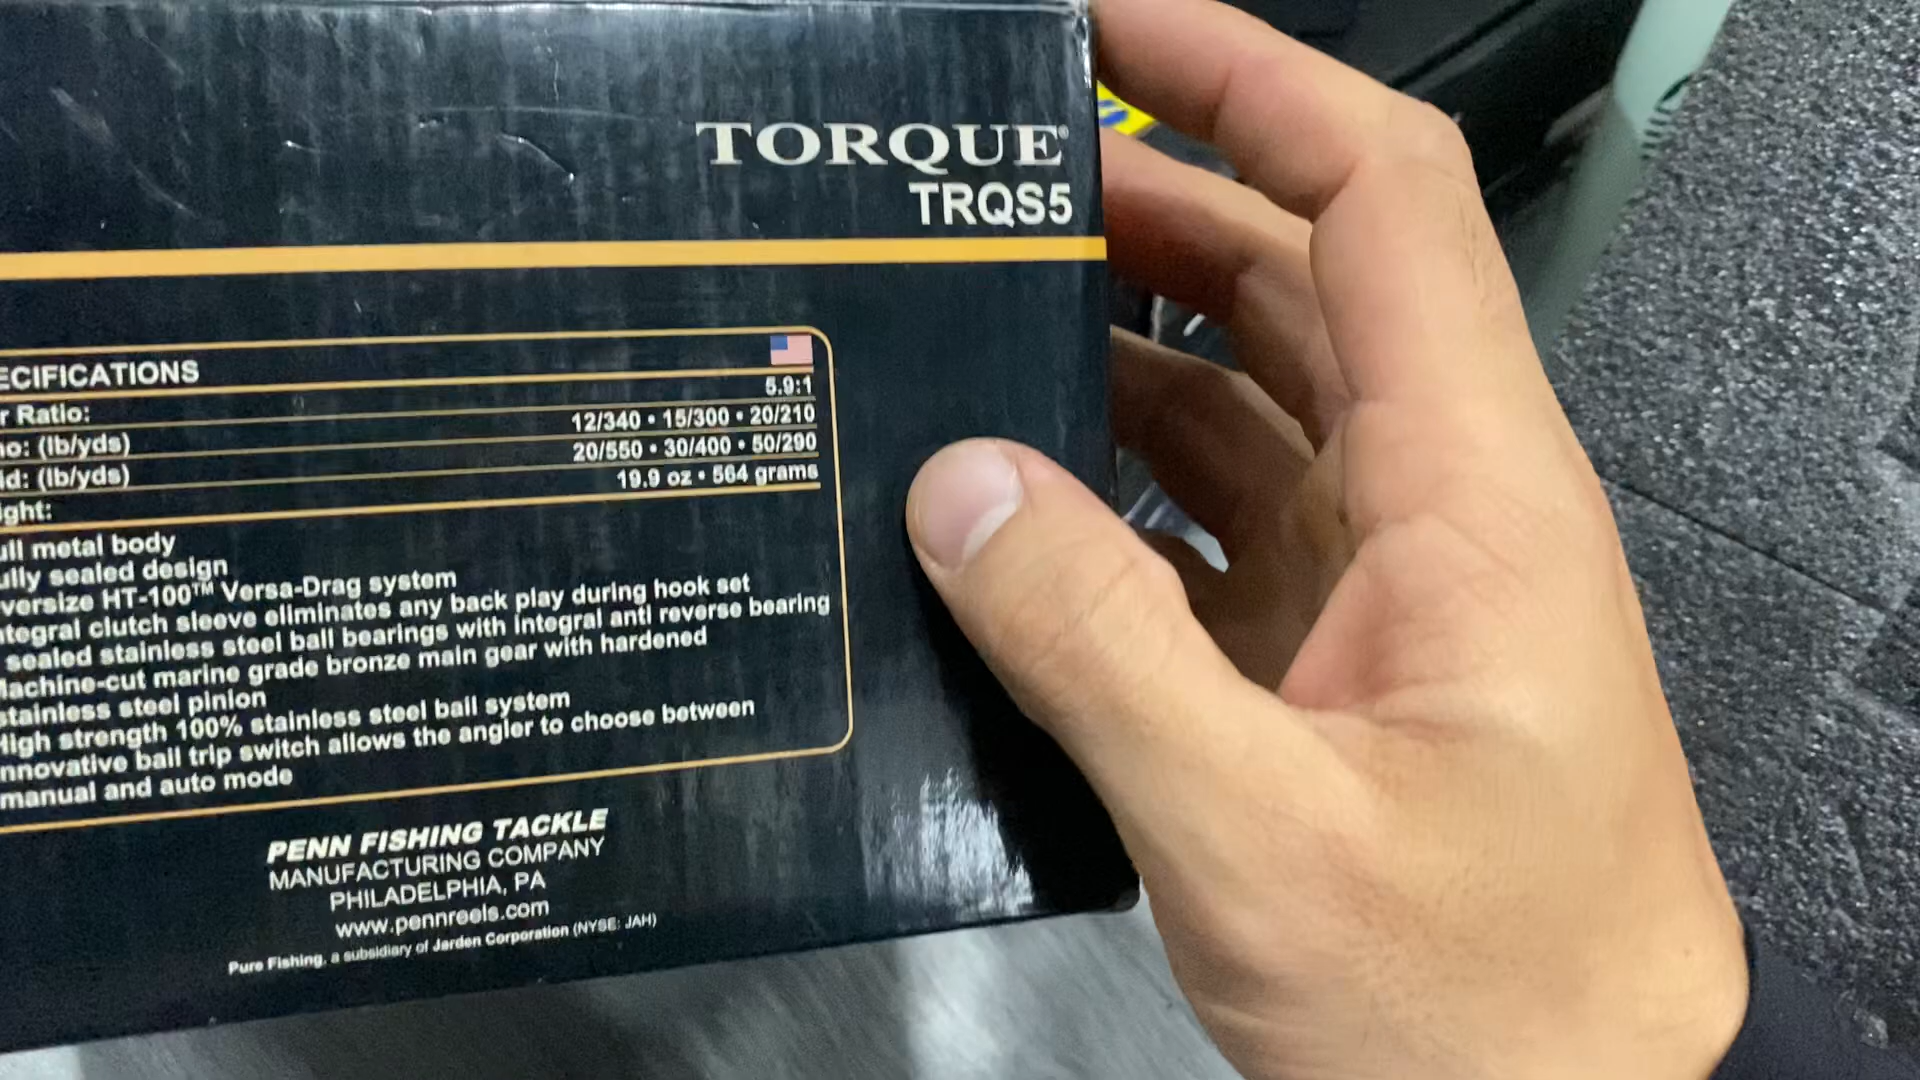 TORQUE®
TRQS5
ECIFICATIONS
r Ratio: 5.9:1
no: (lb/yds) 12/340 • 15/300 • 20/210
id: (lb/yds) 20/550 • 30/400 • 50/290
ight: 19.9 oz • 564 grams
ull metal body
ully sealed design
versize HT-100™ Versa-Drag system
ntegral clutch sleeve eliminates any back play during hook set
sealed stainless steel ball bearings with integral anti reverse bearing
Machine-cut marine grade bronze main gear with hardened
stainless steel pinion
High strength 100% stainless steel bail system
nnovative bail trip switch allows the angler to choose between
manual and auto mode
PENN FISHING TACKLE
MANUFACTURING COMPANY
PHILADELPHIA, PA
www.pennreels.com
Pure Fishing, a subsidiary of Jarden Corporation (NYSE: JAH)